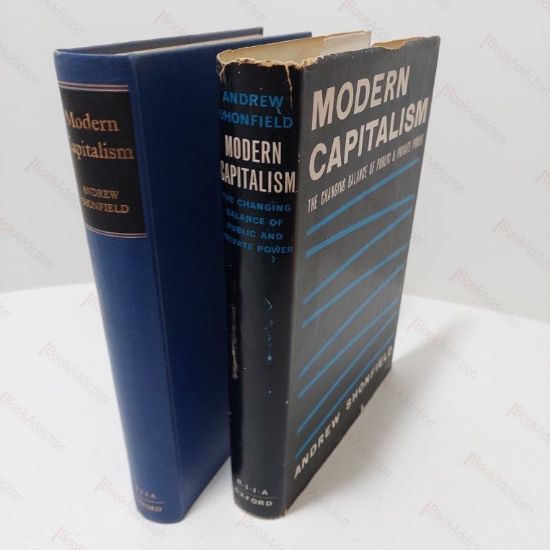 Modern
Capitalism
ANDREW
SHONFIELD
R·I·I·A
OXFORD
ANDREW
SHONFIELD
MODERN
CAPITALISM
THE CHANGING
BALANCE OF
PUBLIC AND
PRIVATE POWER
R·I·I·A
OXFORD
MODERN
CAPITALISM
THE CHANGING BALANCE OF PUBLIC & PRIVATE POWER
ANDREW SHONFIELD
BookAddiction